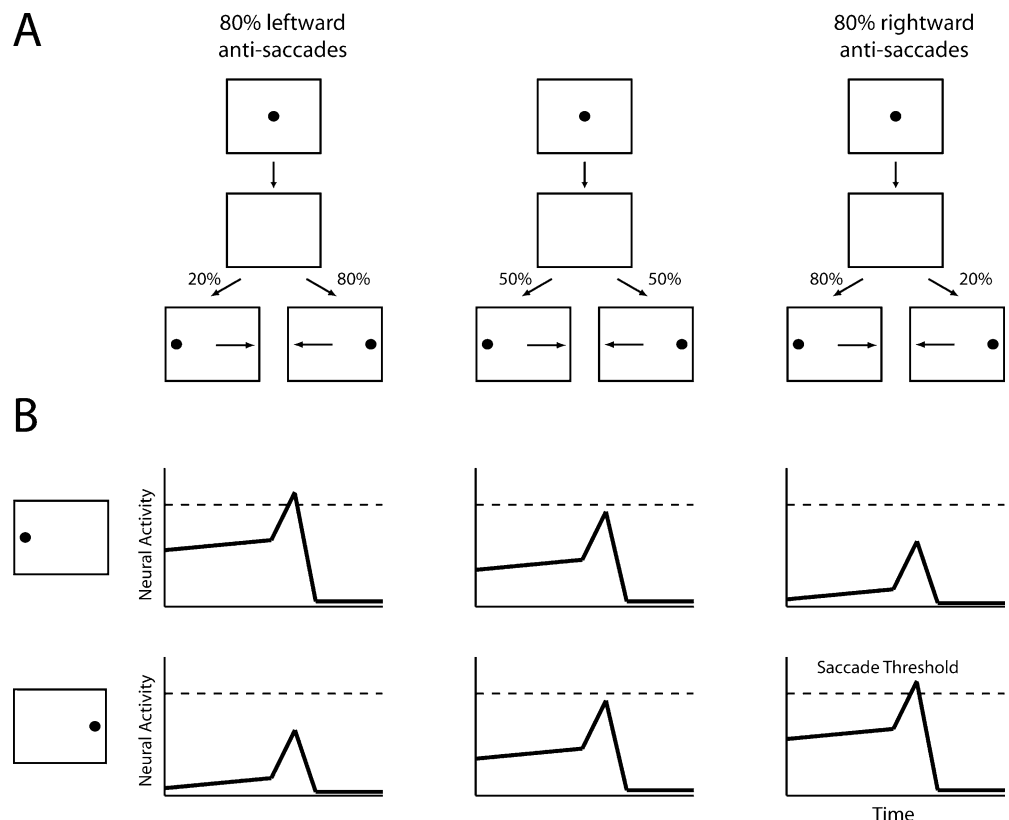 A
80% leftward
anti-saccades
80% rightward
anti-saccades
20%
80%
50%
50%
80%
20%
B
Neural Activity
Neural Activity
Saccade Threshold
Time